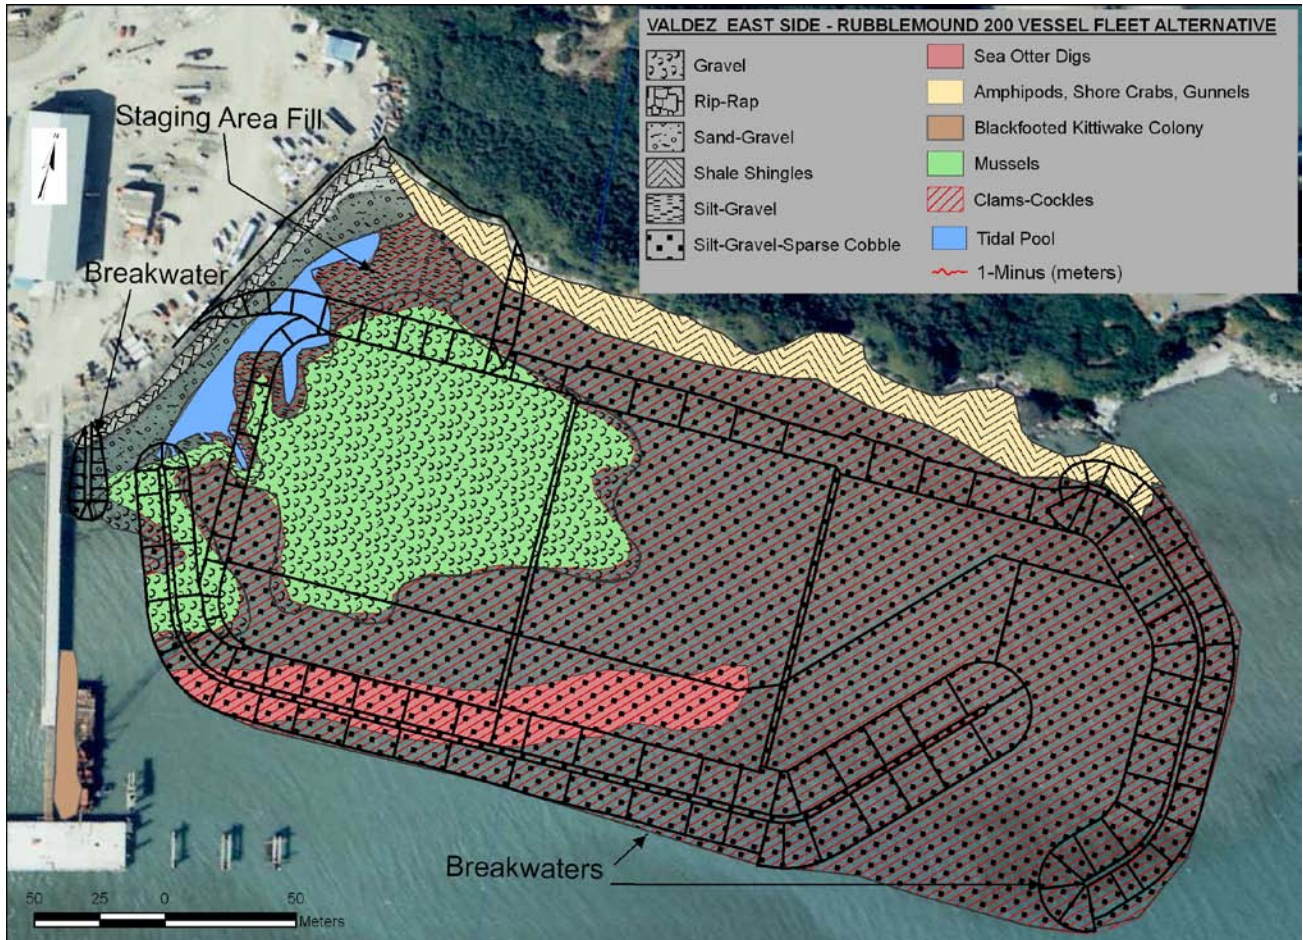 VALDEZ EAST SIDE - RUBBLEMOUND 200 VESSEL FLEET ALTERNATIVE
Gravel
Rip-Rap
Sand-Gravel
Shale Shingles
Silt-Gravel
Silt-Gravel-Sparse Cobble
Sea Otter Digs
Amphipods, Shore Crabs, Gunnels
Blackfooted Kittiwake Colony
Mussels
Clams-Cockles
Tidal Pool
1-Minus (meters)
Staging Area Fill
N
Breakwater
Breakwaters
50 25 0 50
Meters